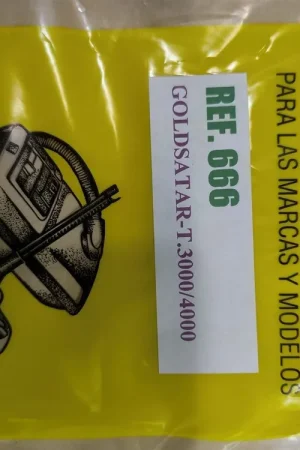 PARA LAS MARCAS Y MODELOS
REF. 666
GOLDSATAR-T.3000/4000